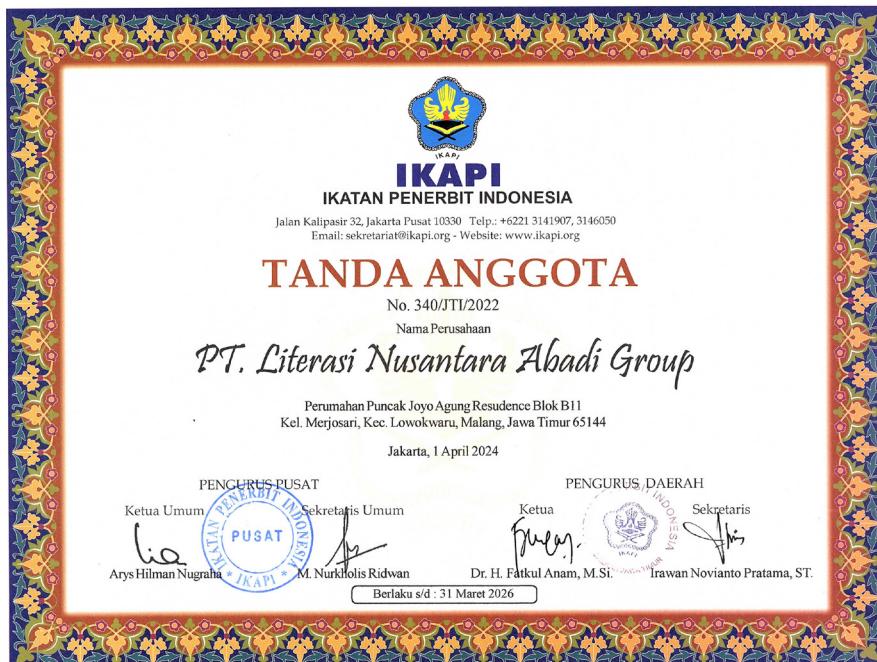 IKAPI
IKAPI
IKATAN PENERBIT INDONESIA
Jalan Kalipasir 32, Jakarta Pusat 10330 Telp.: +6221 3141907, 3146050
Email: sekretariat@ikapi.org - Website: www.ikapi.org
TANDA ANGGOTA
No. 340/JTI/2022
Nama Perusahaan
PT. Literasi Nusantara Abadi Group
Perumahan Puncak Joyo Agung Resudence Blok B11
Kel. Merjosari, Kec. Lowokwaru, Malang, Jawa Timur 65144
Jakarta, 1 April 2024
PENGURUS PUSAT
PENGURUS DAERAH
Ketua Umum
Sekretaris Umum
Ketua
Sekretaris
IKATAN PENERBIT INDONESIA
PUSAT
* IKAPI *
INDONESIA
IKAPI
Arys Hilman Nugraha
M. Nurkholis Ridwan
Dr. H. Fatkul Anam, M.Si.
Irawan Novianto Pratama, ST.
Berlaku s/d : 31 Maret 2026